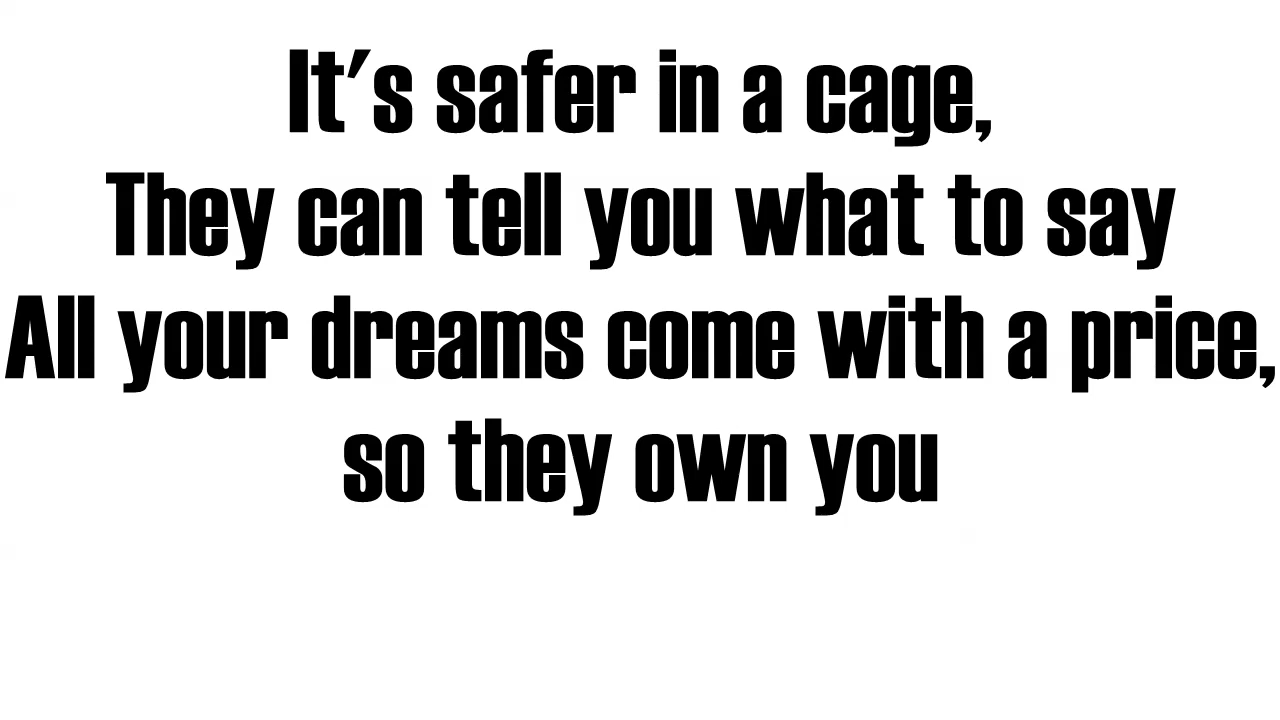 It's safer in a cage,
They can tell you what to say
All your dreams come with a price,
so they own you